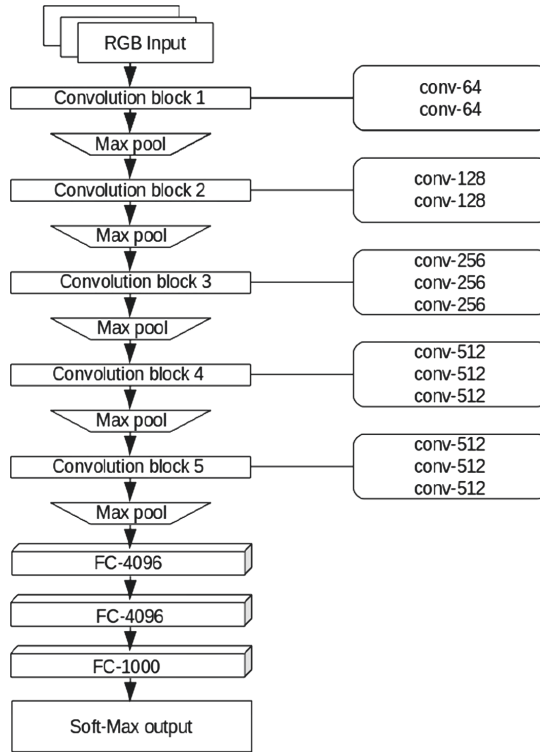 RGB Input
Convolution block 1
conv-64
conv-64
Max pool
Convolution block 2
conv-128
conv-128
Max pool
Convolution block 3
conv-256
conv-256
conv-256
Max pool
Convolution block 4
conv-512
conv-512
conv-512
Max pool
Convolution block 5
conv-512
conv-512
conv-512
Max pool
FC-4096
FC-4096
FC-1000
Soft-Max output